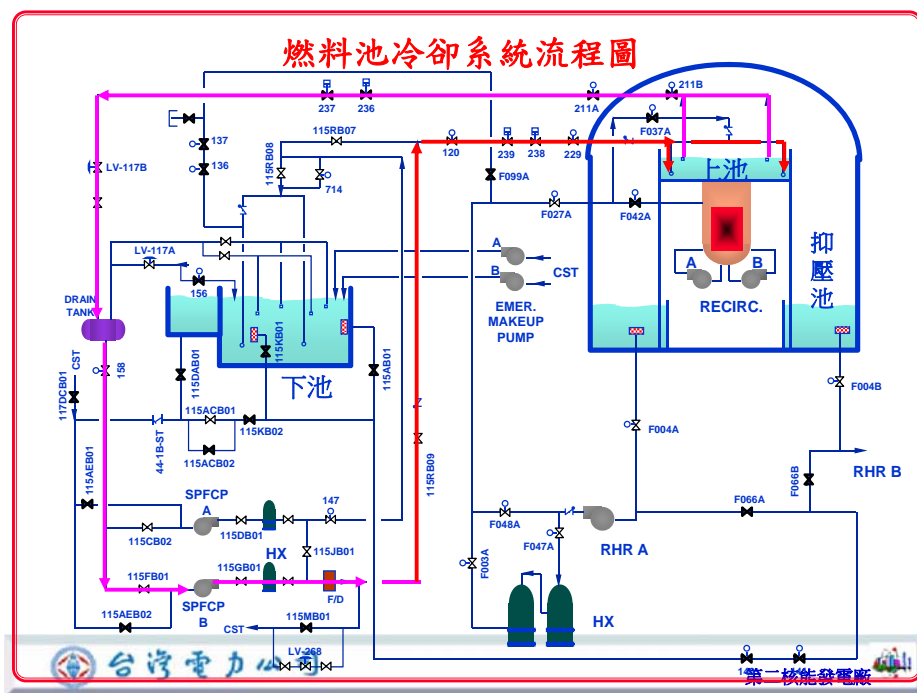 燃料池冷卻系統流程圖
211B
237
236
211A
F037A
137
115RB07
136
LV-117B
115RB08
714
120
239
238
229
F099A
上池
F027A
F042A
LV-117A
156
A
B
CST
EMER.
MAKEUP
PUMP
A
B
RECIRC.
抑
壓
池
DRAIN
TANK
CST
158
117DCB01
115DAB01
115KB01
115AB01
下池
F004B
115ACB01
115KB02
115ACB02
44-1B-ST
115AEB01
115RB09
F004A
RHR B
F066B
SPFCP
A
147
115CB02
115DB01
HX
115JB01
F048A
F047A
RHR A
F066A
F003A
115FB01
115GB01
F/D
SPFCP
B
115AEB02
115MB01
CST
LV-268
HX
台灣電力公司
第二核能發電廠